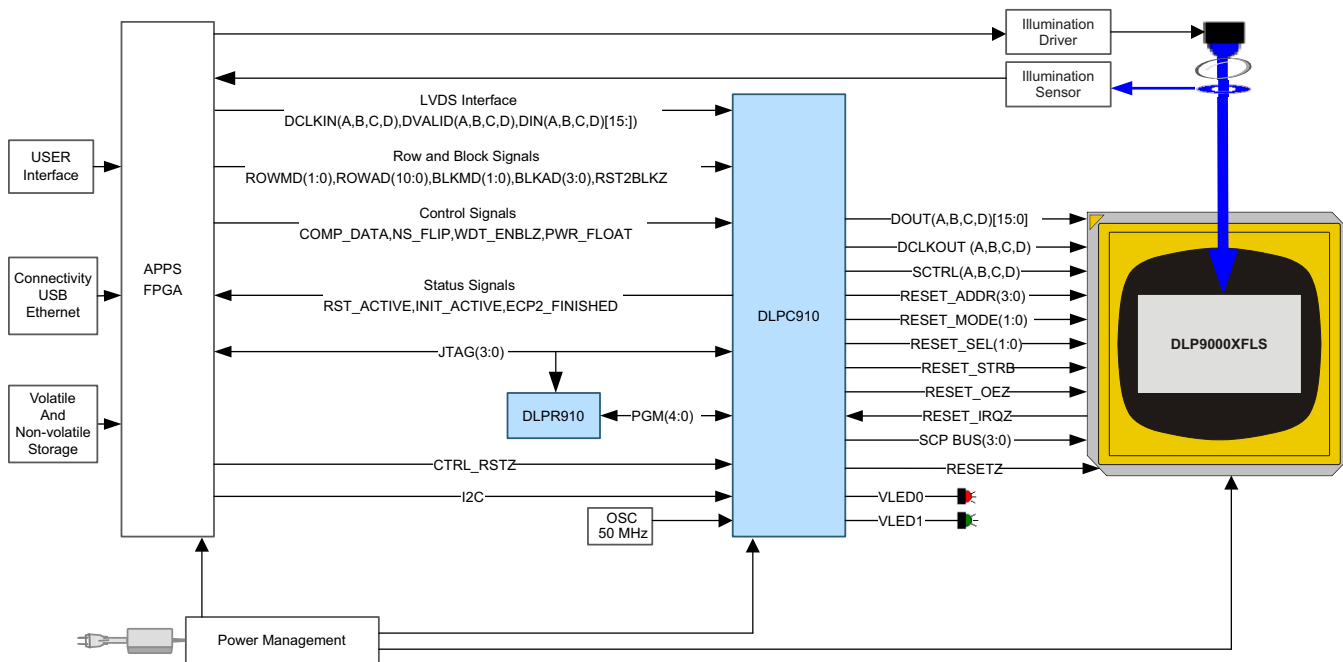 Illumination
Driver
Illumination
Sensor
LVDS Interface
DCLKIN(A,B,C,D),DVALID(A,B,C,D),DIN(A,B,C,D)[15:])
USER
Interface
Row and Block Signals
ROWMD(1:0),ROWAD(10:0),BLKMD(1:0),BLKAD(3:0),RST2BLKZ
Control Signals
COMP_DATA,NS_FLIP,WDT_ENBLZ,PWR_FLOAT
Connectivity
USB
Ethernet
APPS
FPGA
Status Signals
RST_ACTIVE,INIT_ACTIVE,ECP2_FINISHED
DLPC910
JTAG(3:0)
DLPR910
PGM(4:0)
Volatile
And
Non-volatile
Storage
CTRL_RSTZ
I2C
OSC
50 MHz
DOUT(A,B,C,D)[15:0]
DCLKOUT (A,B,C,D)
SCTRL(A,B,C,D)
RESET_ADDR(3:0)
RESET_MODE(1:0)
RESET_SEL(1:0)
RESET_STRB
RESET_OEZ
RESET_IRQZ
SCP BUS(3:0)
RESETZ
VLED0
VLED1
DLP9000XFLS
Power Management